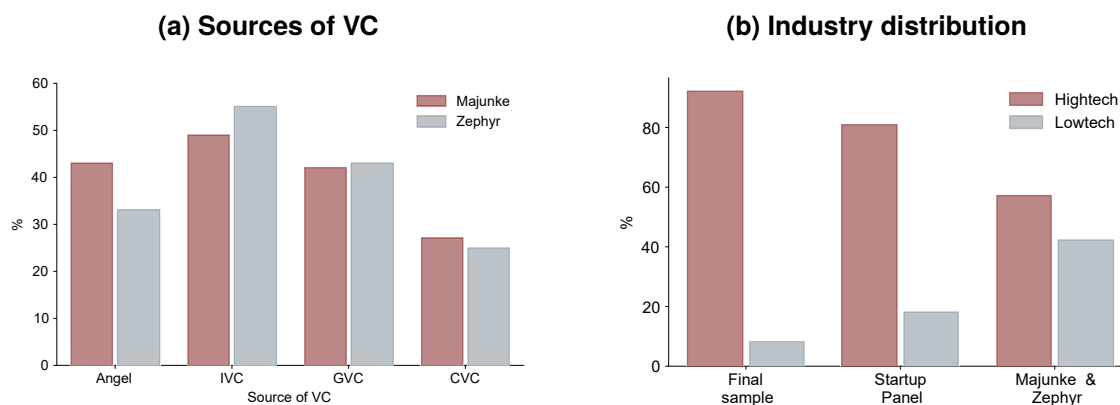 (a) Sources of VC
60
50
40
30
20
10
0
%
Majunke
Zephyr
Angel
IVC
GVC
CVC
Source of VC
(b) Industry distribution
80
60
40
20
0
%
Hightech
Lowtech
Final
sample
Startup
Panel
Majunke &
Zephyr